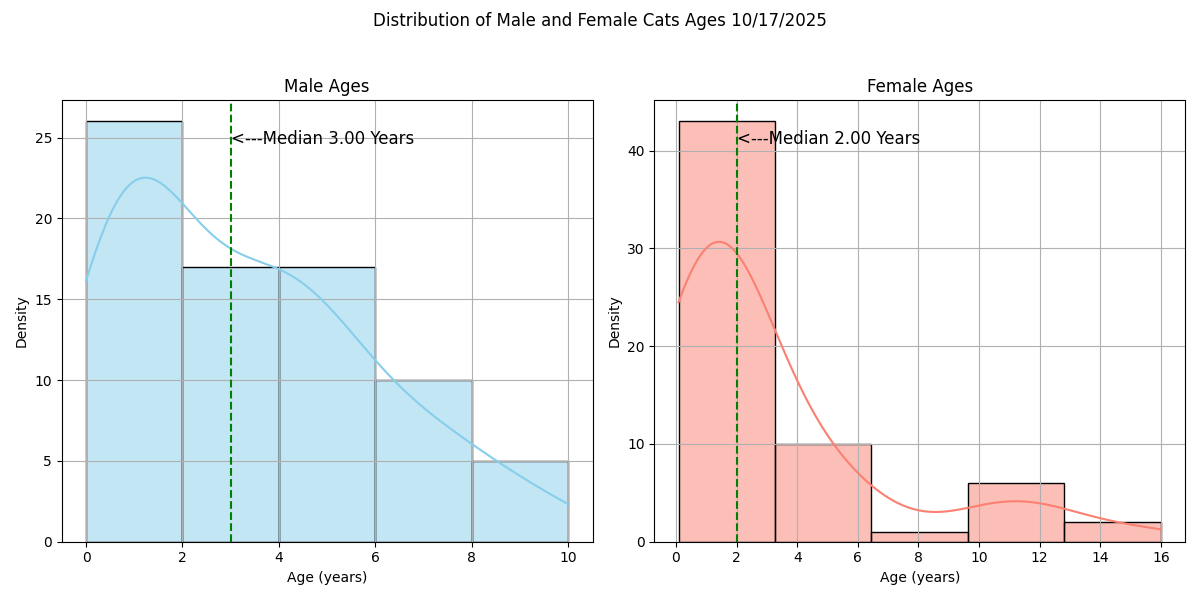 Distribution of Male and Female Cats Ages 10/17/2025
Male Ages
25
20
15
10
5
0
Density
<---Median 3.00 Years
0 2 4 6 8 10
Age (years)
Female Ages
40
30
20
10
0
Density
<---Median 2.00 Years
0 2 4 6 8 10 12 14 16
Age (years)